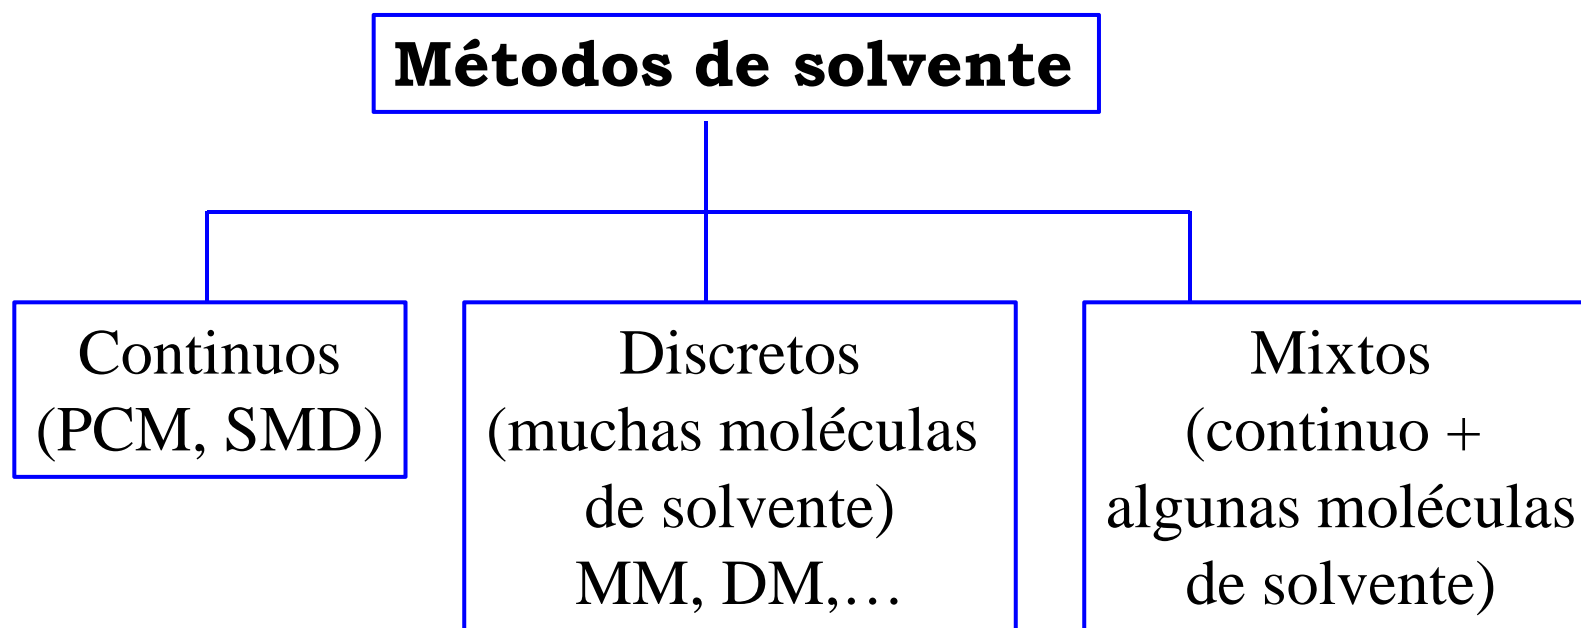 Métodos de solvente
Continuos
(PCM, SMD)
Discretos
(muchas moléculas
de solvente)
MM, DM,…
Mixtos
(continuo +
algunas moléculas
de solvente)